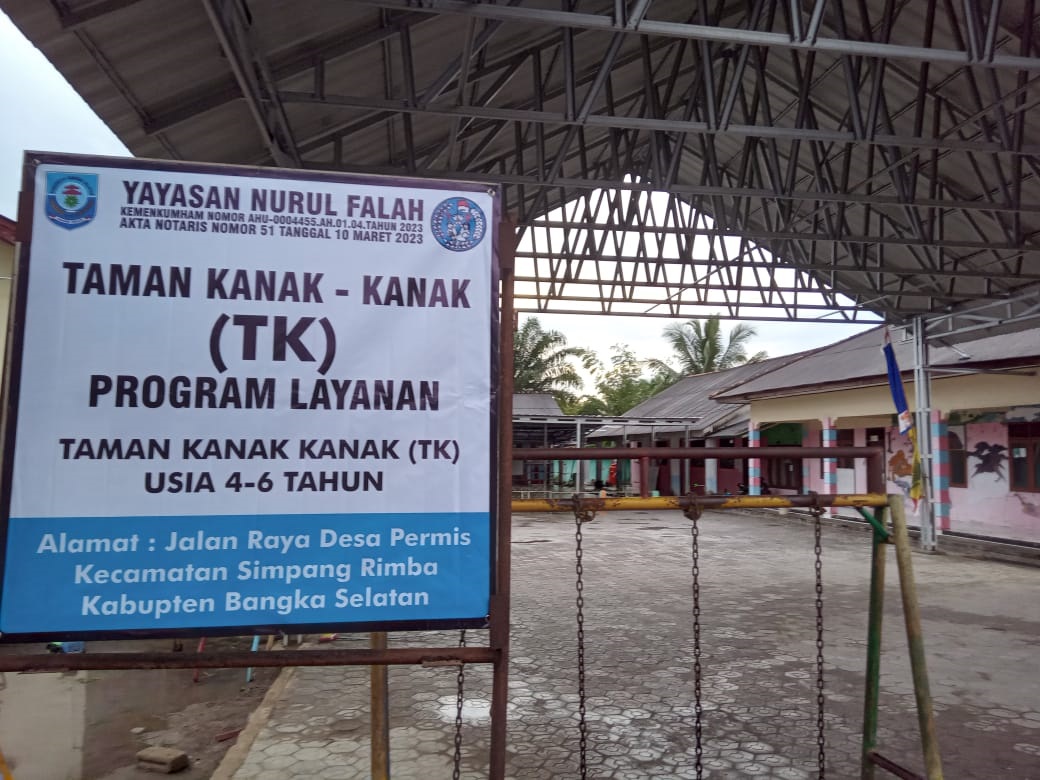 YAYASAN NURUL FALAH
KEMENKUMHAM NOMOR AHU-0004455.AH.01.04.TAHUN 2023
AKTA NOTARIS NOMOR 51 TANGGAL 10 MARET 2023
TAMAN KANAK - KANAK
(TK)
PROGRAM LAYANAN
TAMAN KANAK KANAK (TK)
USIA 4-6 TAHUN
Alamat : Jalan Raya Desa Permis
Kecamatan Simpang Rimba
Kabupten Bangka Selatan